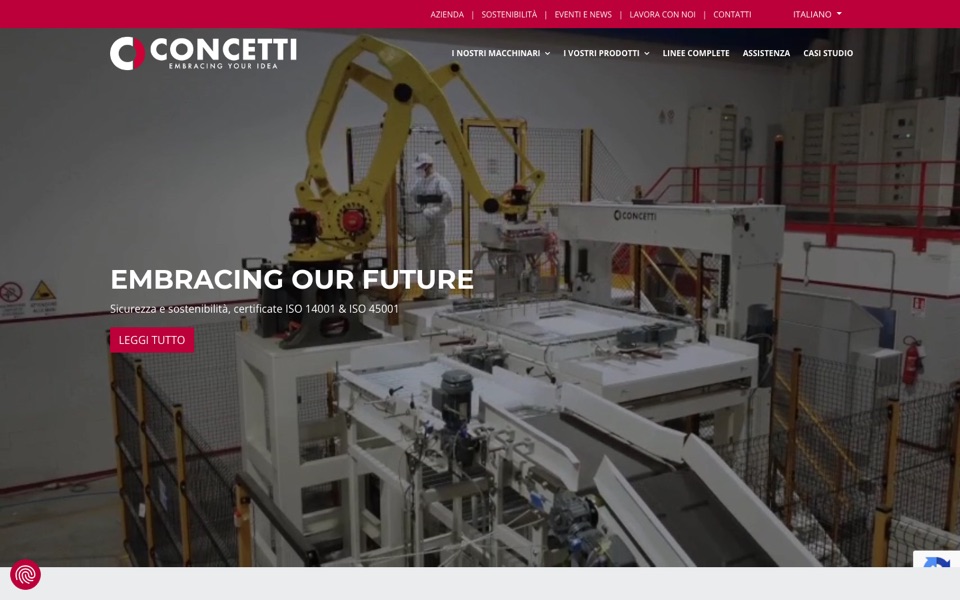 AZIENDA | SOSTENIBILITÀ | EVENTI E NEWS | LAVORA CON NOI | CONTATTI ITALIANO
CONCETTI
EMBRACING YOUR IDEA
I NOSTRI MACCHINARI I VOSTRI PRODOTTI LINEE COMPLETE ASSISTENZA CASI STUDIO
CONCETTI
EMBRACING OUR FUTURE
Sicurezza e sostenibilità, certificate ISO 14001 & ISO 45001
LEGGI TUTTO